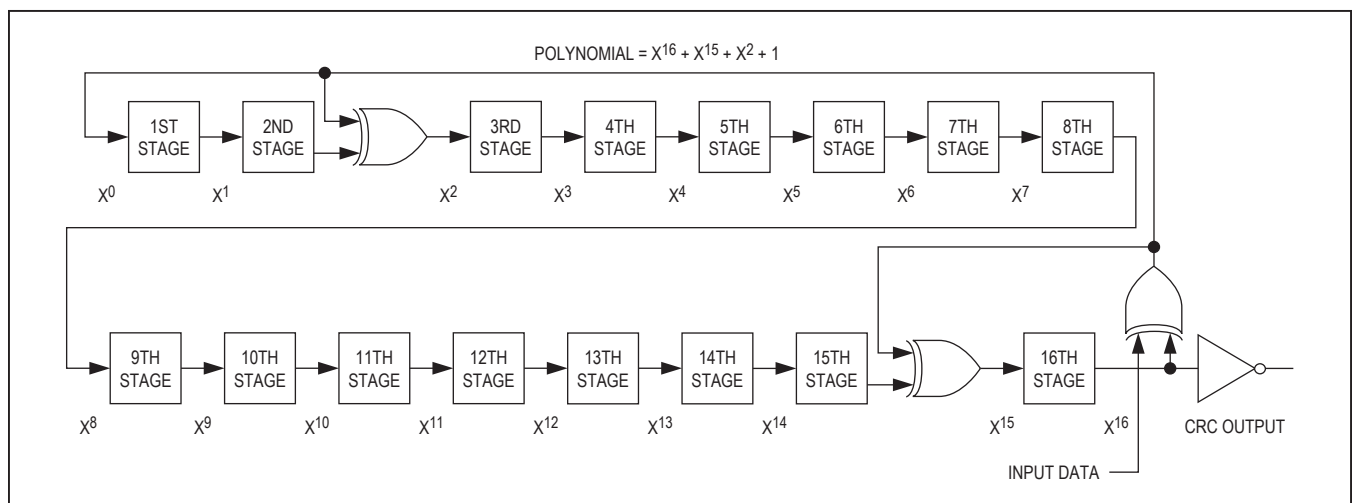 POLYNOMIAL = X16 + X15 + X2 + 1
1ST STAGE
2ND STAGE
3RD STAGE
4TH STAGE
5TH STAGE
6TH STAGE
7TH STAGE
8TH STAGE
X0 X1 X2 X3 X4 X5 X6 X7
9TH STAGE
10TH STAGE
11TH STAGE
12TH STAGE
13TH STAGE
14TH STAGE
15TH STAGE
16TH STAGE
X8 X9 X10 X11 X12 X13 X14 X15 X16 CRC OUTPUT
INPUT DATA